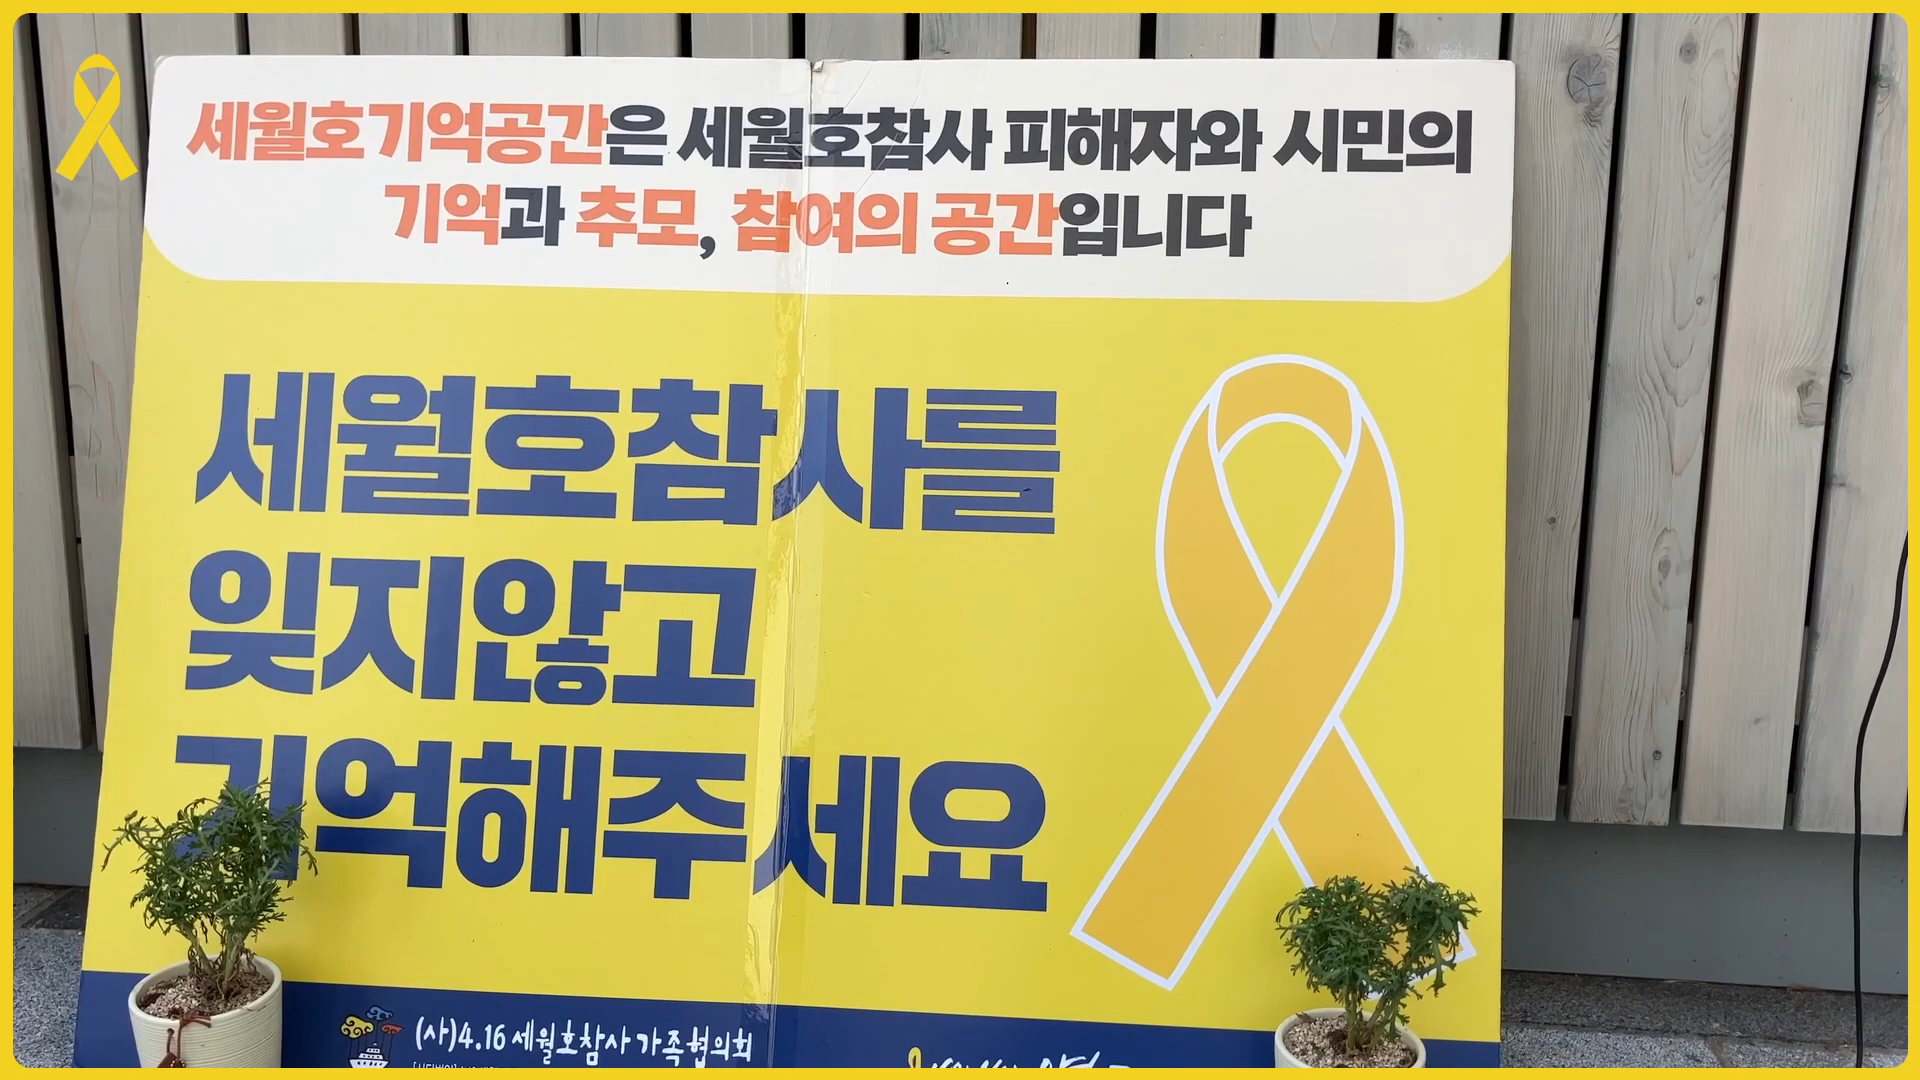 세월호기억공간은 세월호참사 피해자와 시민의
기억과 추모, 참여의 공간입니다
세월호참사를
잊지않고
기억해주세요
(사)4.16 세월호참사 가족협의회